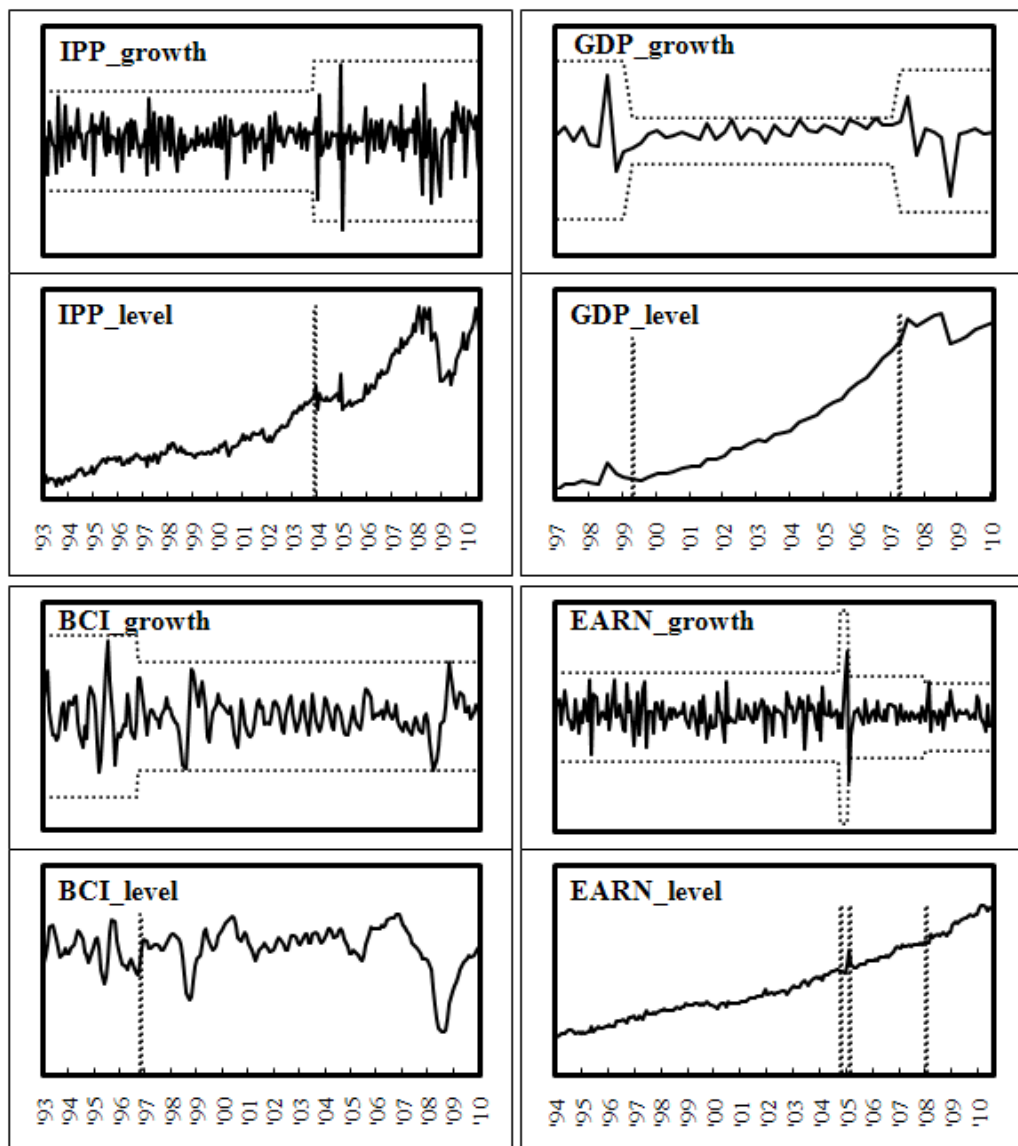 IPP_growth
GDP_growth
IPP_level
GDP_level
'93 '94 '95 '96 '97 '98 '99 '00 '01 '02 '03 '04 '05 '06 '07 '08 '09 '10
'97 '98 '99 '00 '01 '02 '03 '04 '05 '06 '07 '08 '09 '10
BCI_growth
EARN_growth
BCI_level
EARN_level
'93 '94 '95 '96 '97 '98 '99 '00 '01 '02 '03 '04 '05 '06 '07 '08 '09 '10
'94 '95 '96 '97 '98 '99 '00 '01 '02 '03 '04 '05 '06 '07 '08 '09 '10